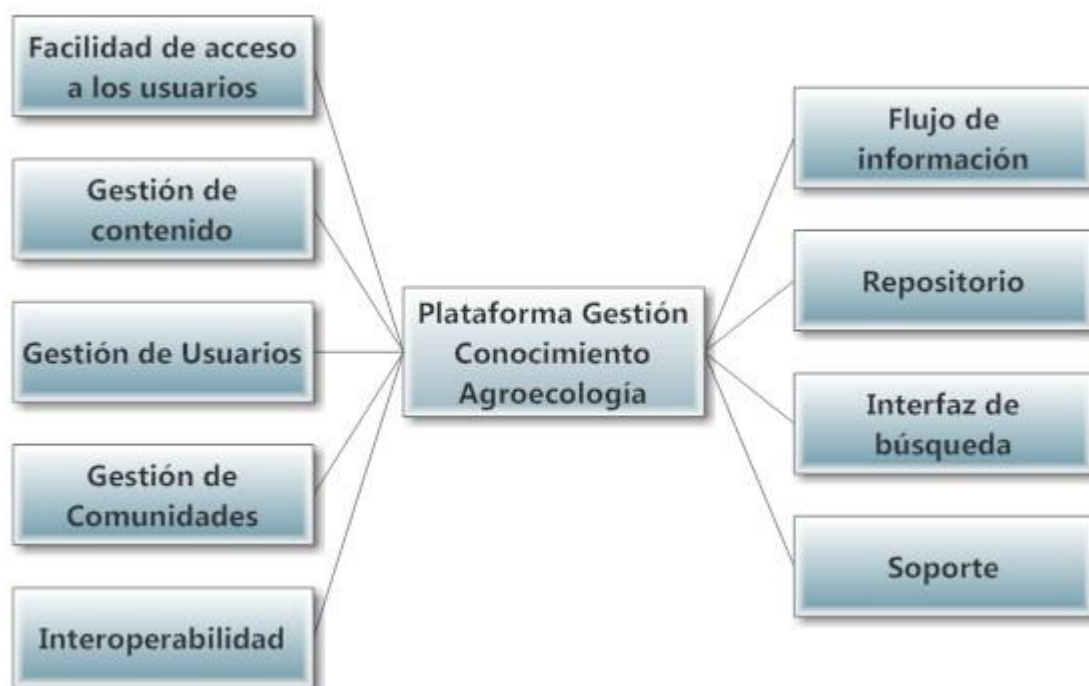 Facilidad de acceso
a los usuarios
Gestión de
contenido
Gestión de Usuarios
Gestión de
Comunidades
Interoperabilidad
Plataforma Gestión
Conocimiento
Agroecología
Flujo de
información
Repositorio
Interfaz de
búsqueda
Soporte